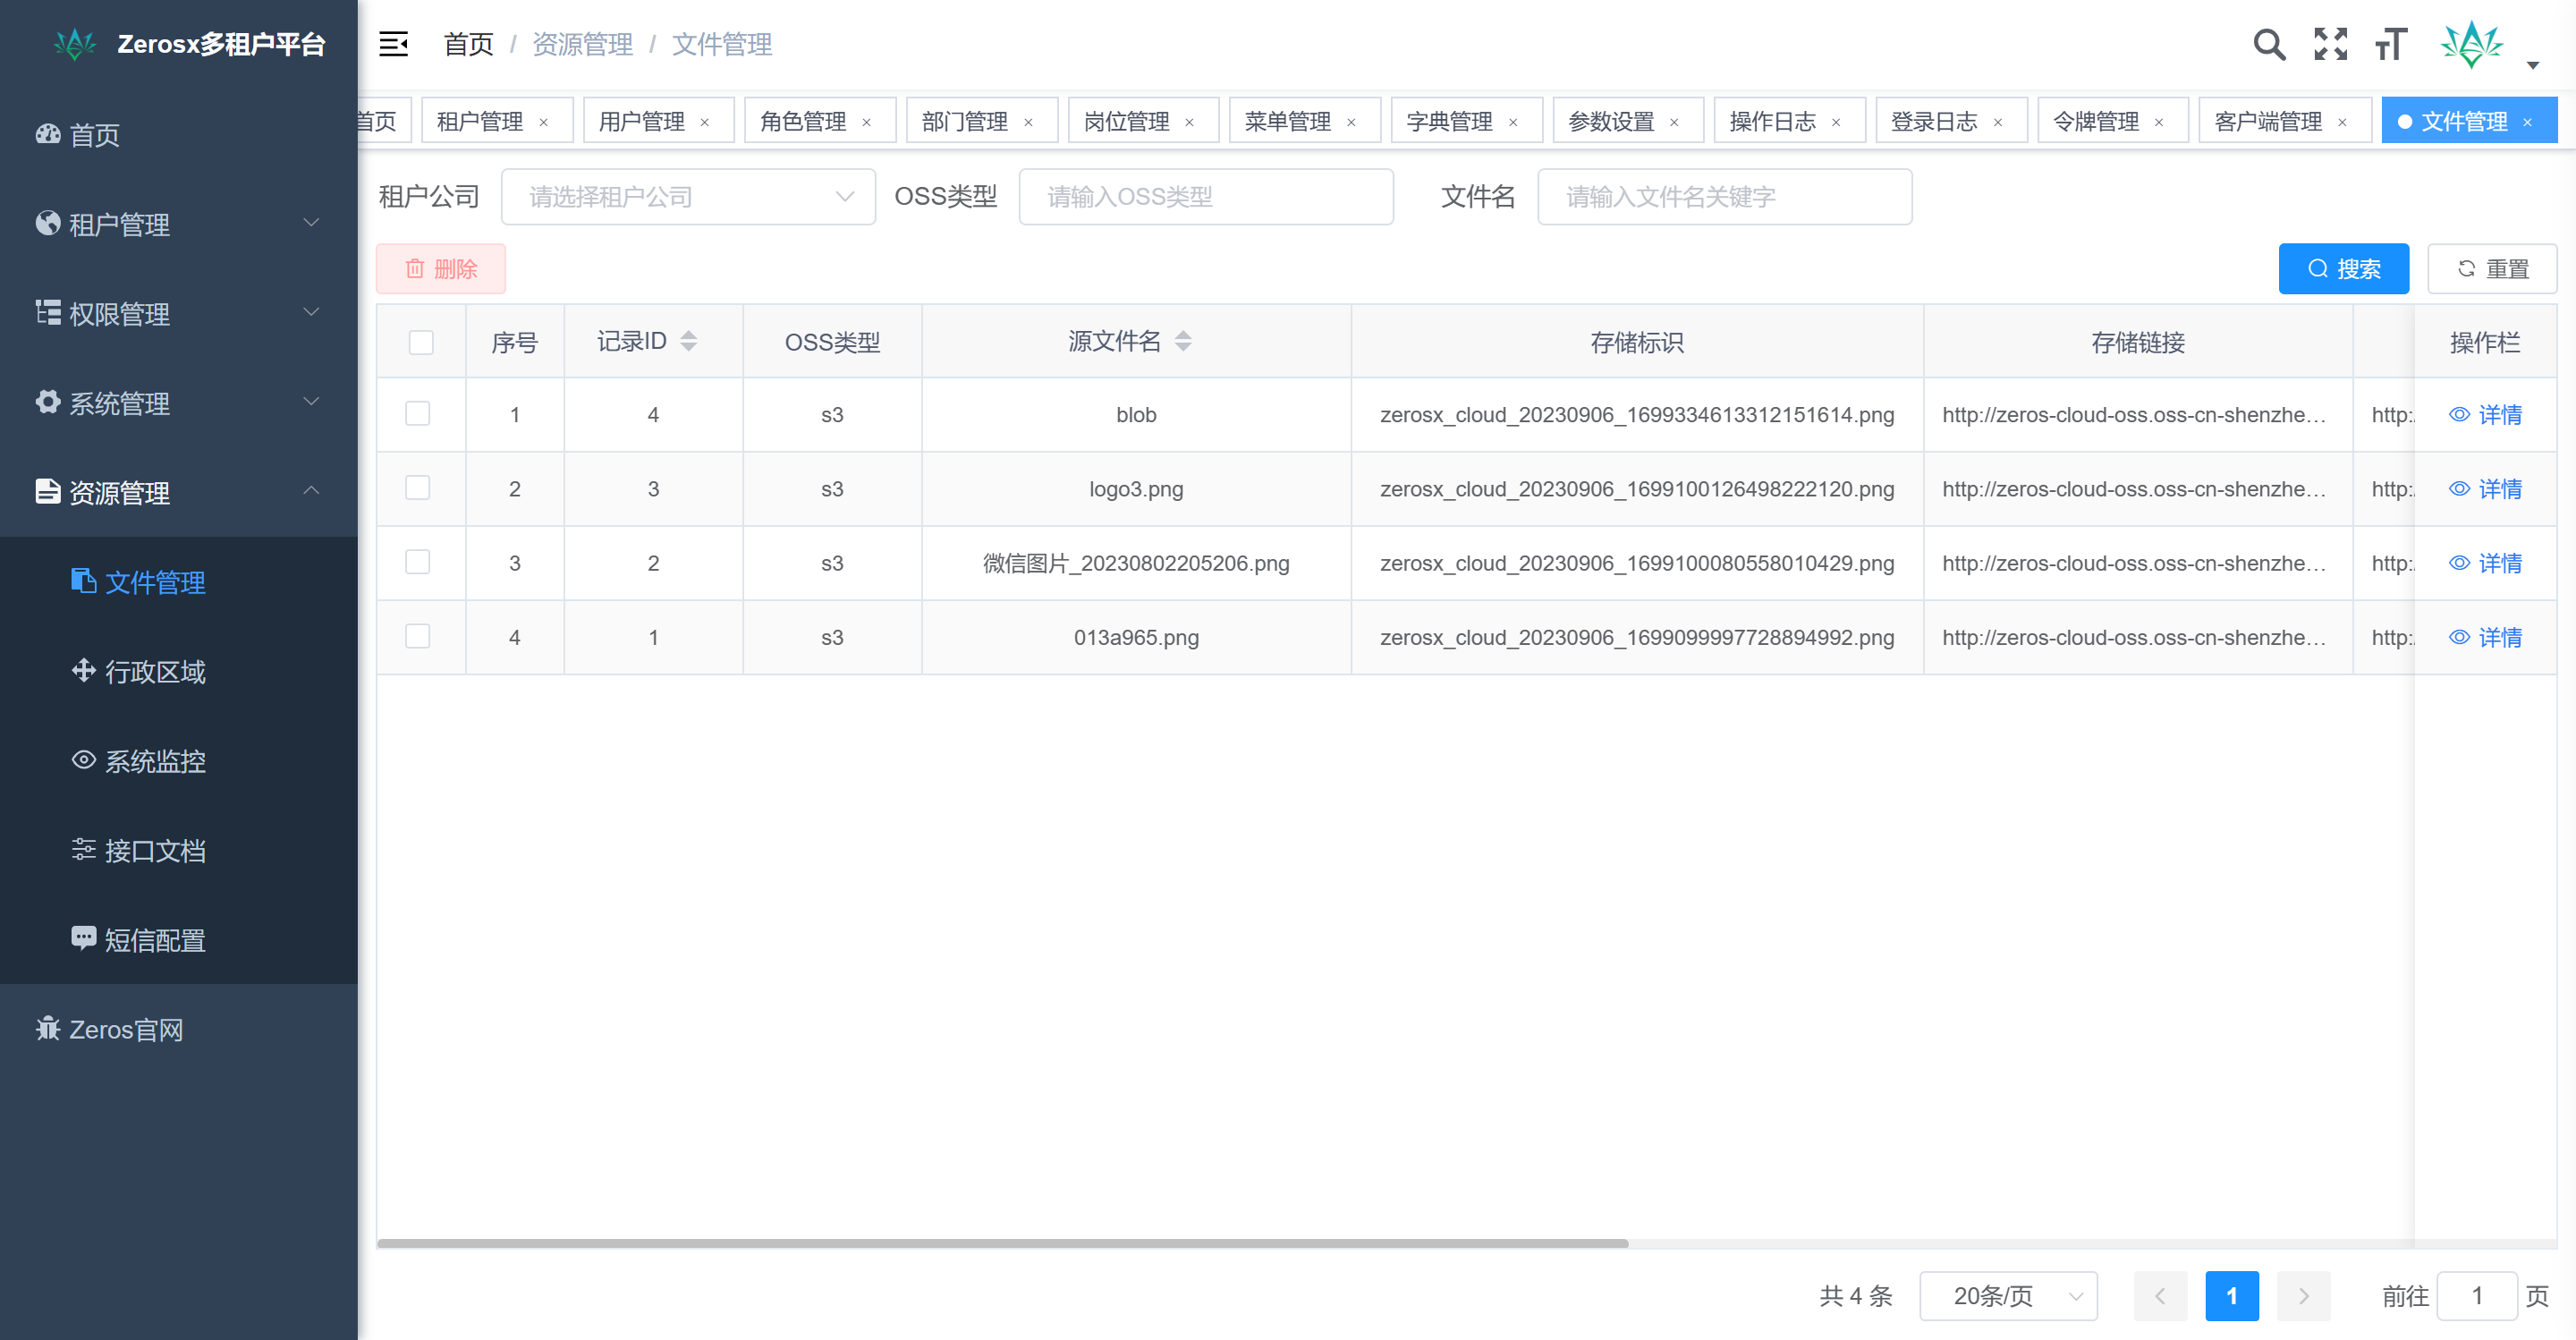 Zerosx多租户平台
首页 / 资源管理 / 文件管理
首页
租户管理
权限管理
系统管理
资源管理
文件管理
行政区域
系统监控
接口文档
短信配置
Zeros官网
首页 租户管理 × 用户管理 × 角色管理 × 部门管理 × 岗位管理 × 菜单管理 × 字典管理 × 参数设置 × 操作日志 × 登录日志 × 令牌管理 × 客户端管理 × 文件管理 ×
租户公司 请选择租户公司 OSS类型 请输入OSS类型 文件名 请输入文件名关键字
删除 搜索 重置
序号 记录ID OSS类型 源文件名 存储标识 存储链接 操作栏
1 4 s3 blob zerosx_cloud_20230906_1699334613312151614.png http://zeros-cloud-oss.oss-cn-shenzhe... http: 详情
2 3 s3 logo3.png zerosx_cloud_20230906_1699100126498222120.png http://zeros-cloud-oss.oss-cn-shenzhe... http: 详情
3 2 s3 微信图片_20230802205206.png zerosx_cloud_20230906_1699100080558010429.png http://zeros-cloud-oss.oss-cn-shenzhe... http: 详情
4 1 s3 013a965.png zerosx_cloud_20230906_1699099997728894992.png http://zeros-cloud-oss.oss-cn-shenzhe... http: 详情
共 4 条 20条/页 1 前往 1 页